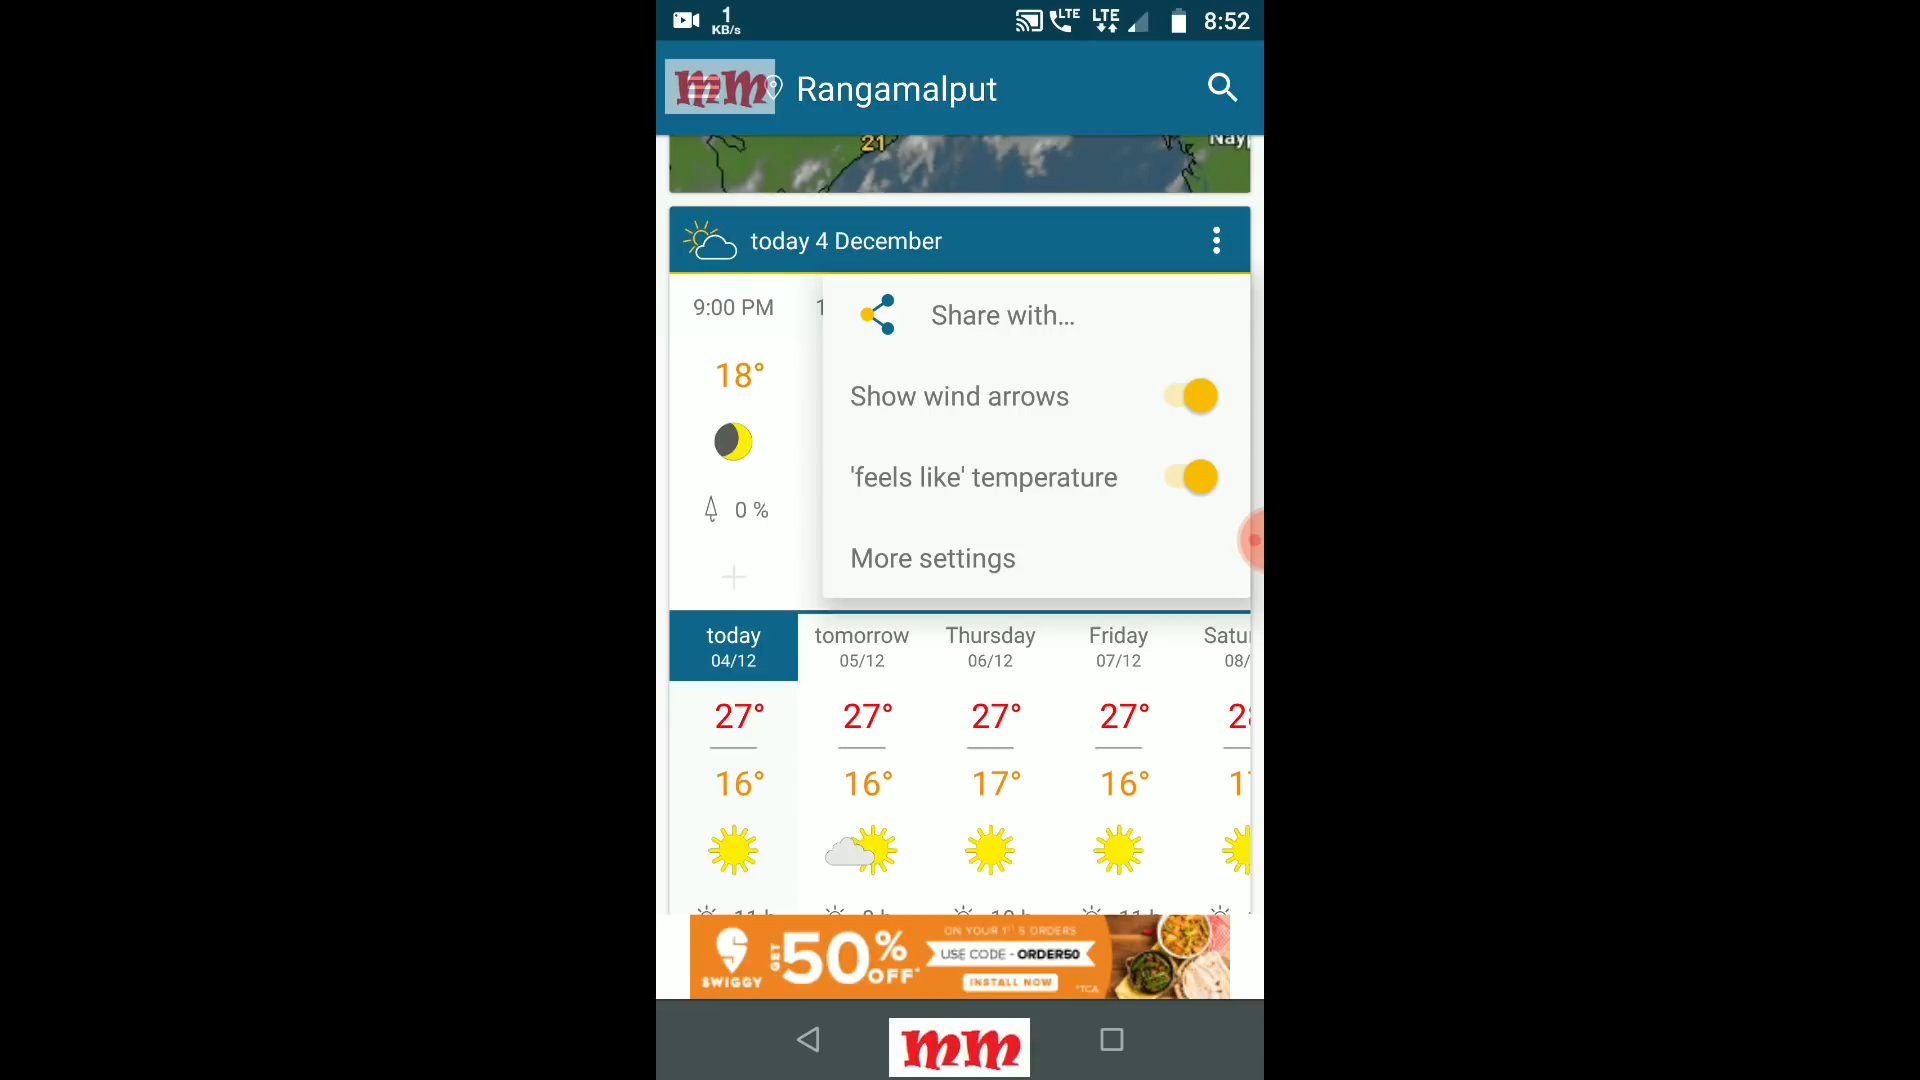 1
KB/s
LTE
LTE
8:52
mm
Rangamalput
21
today 4 December
9:00 PM
Share with...
18°
Show wind arrows
'feels like' temperature
0 %
More settings
today
tomorrow
Thursday
Friday
04/12
05/12
06/12
07/12
27°
27°
27°
27°
16°
16°
17°
16°
SWIGGY
GET
50%
OFF*
ON YOUR 1ST 5 ORDERS
USE CODE - ORDER50
INSTALL NOW
*T&CA
mm